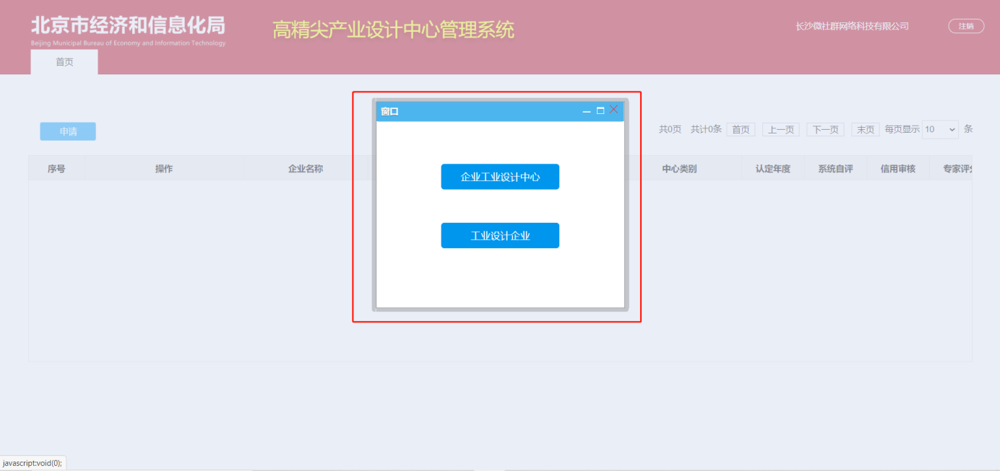 北京市经济和信息化局
Beijing Municipal Bureau of Economy and Information Technology
高精尖产业设计中心管理系统
长沙微社群网络科技有限公司
注销
首页
窗口
申请
共0页 共计0条 首页 上一页 下一页 末页 每页显示 10 条
序号 操作 企业名称 中心类别 认定年度 系统自评 信用审核 专家评
企业工业设计中心
工业设计企业
javascript:void(0);